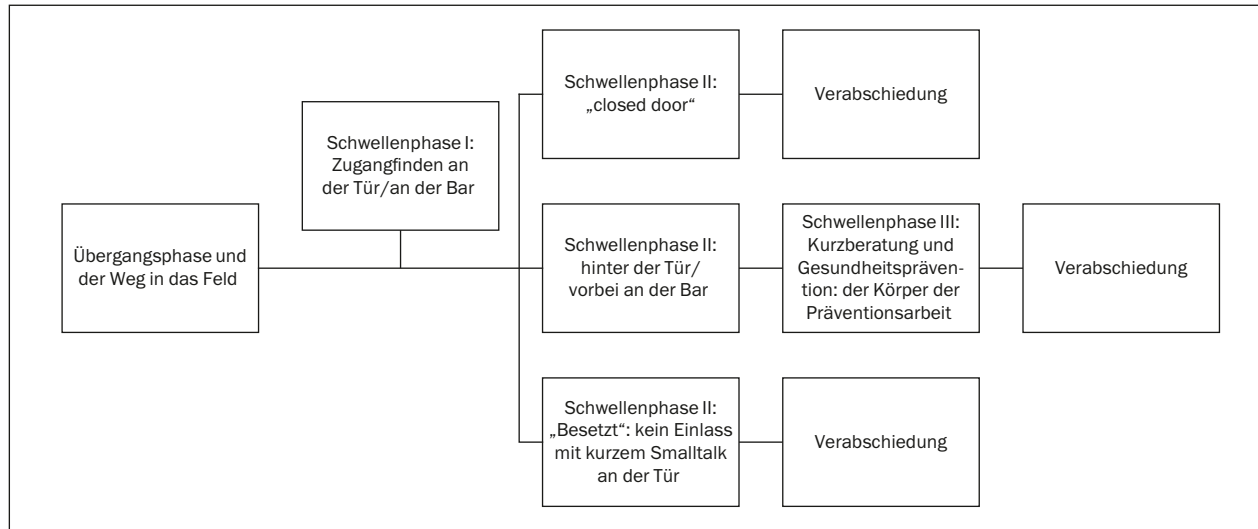 Übergangsphase und
der Weg in das Feld
Schwellenphase I:
Zugangfinden an
der Tür/an der Bar
Schwellenphase II:
„closed door“
Verabschiedung
Schwellenphase II:
hinter der Tür/
vorbei an der Bar
Schwellenphase III:
Kurzberatung und
Gesundheitspräven-
tion: der Körper der
Präventionsarbeit
Verabschiedung
Schwellenphase II:
„Besetzt“: kein Einlass
mit kurzem Smalltalk
an der Tür
Verabschiedung